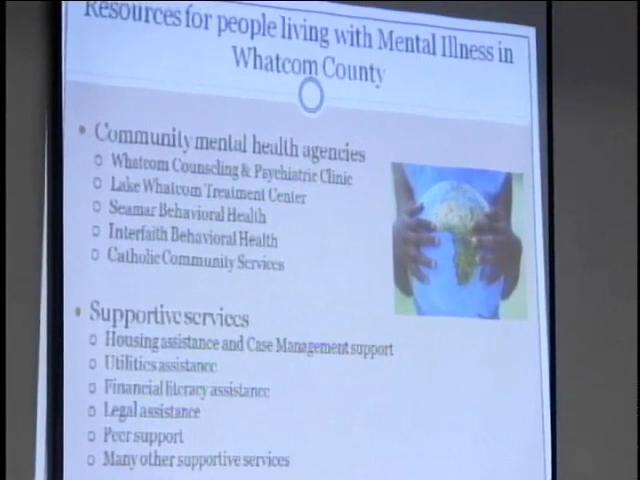 Resources for people living with Mental Illness in
Whatcom County
• Community mental health agencies
o Whatcom Counseling & Psychiatric Clinic
o Lake Whatcom Treatment Center
o Seamar Behavioral Health
o Interfaith Behavioral Health
o Catholic Community Services
• Supportive services
o Housing assistance and Case Management support
o Utilities assistance
o Financial literacy assistance
o Legal assistance
o Peer support
o Many other supportive services